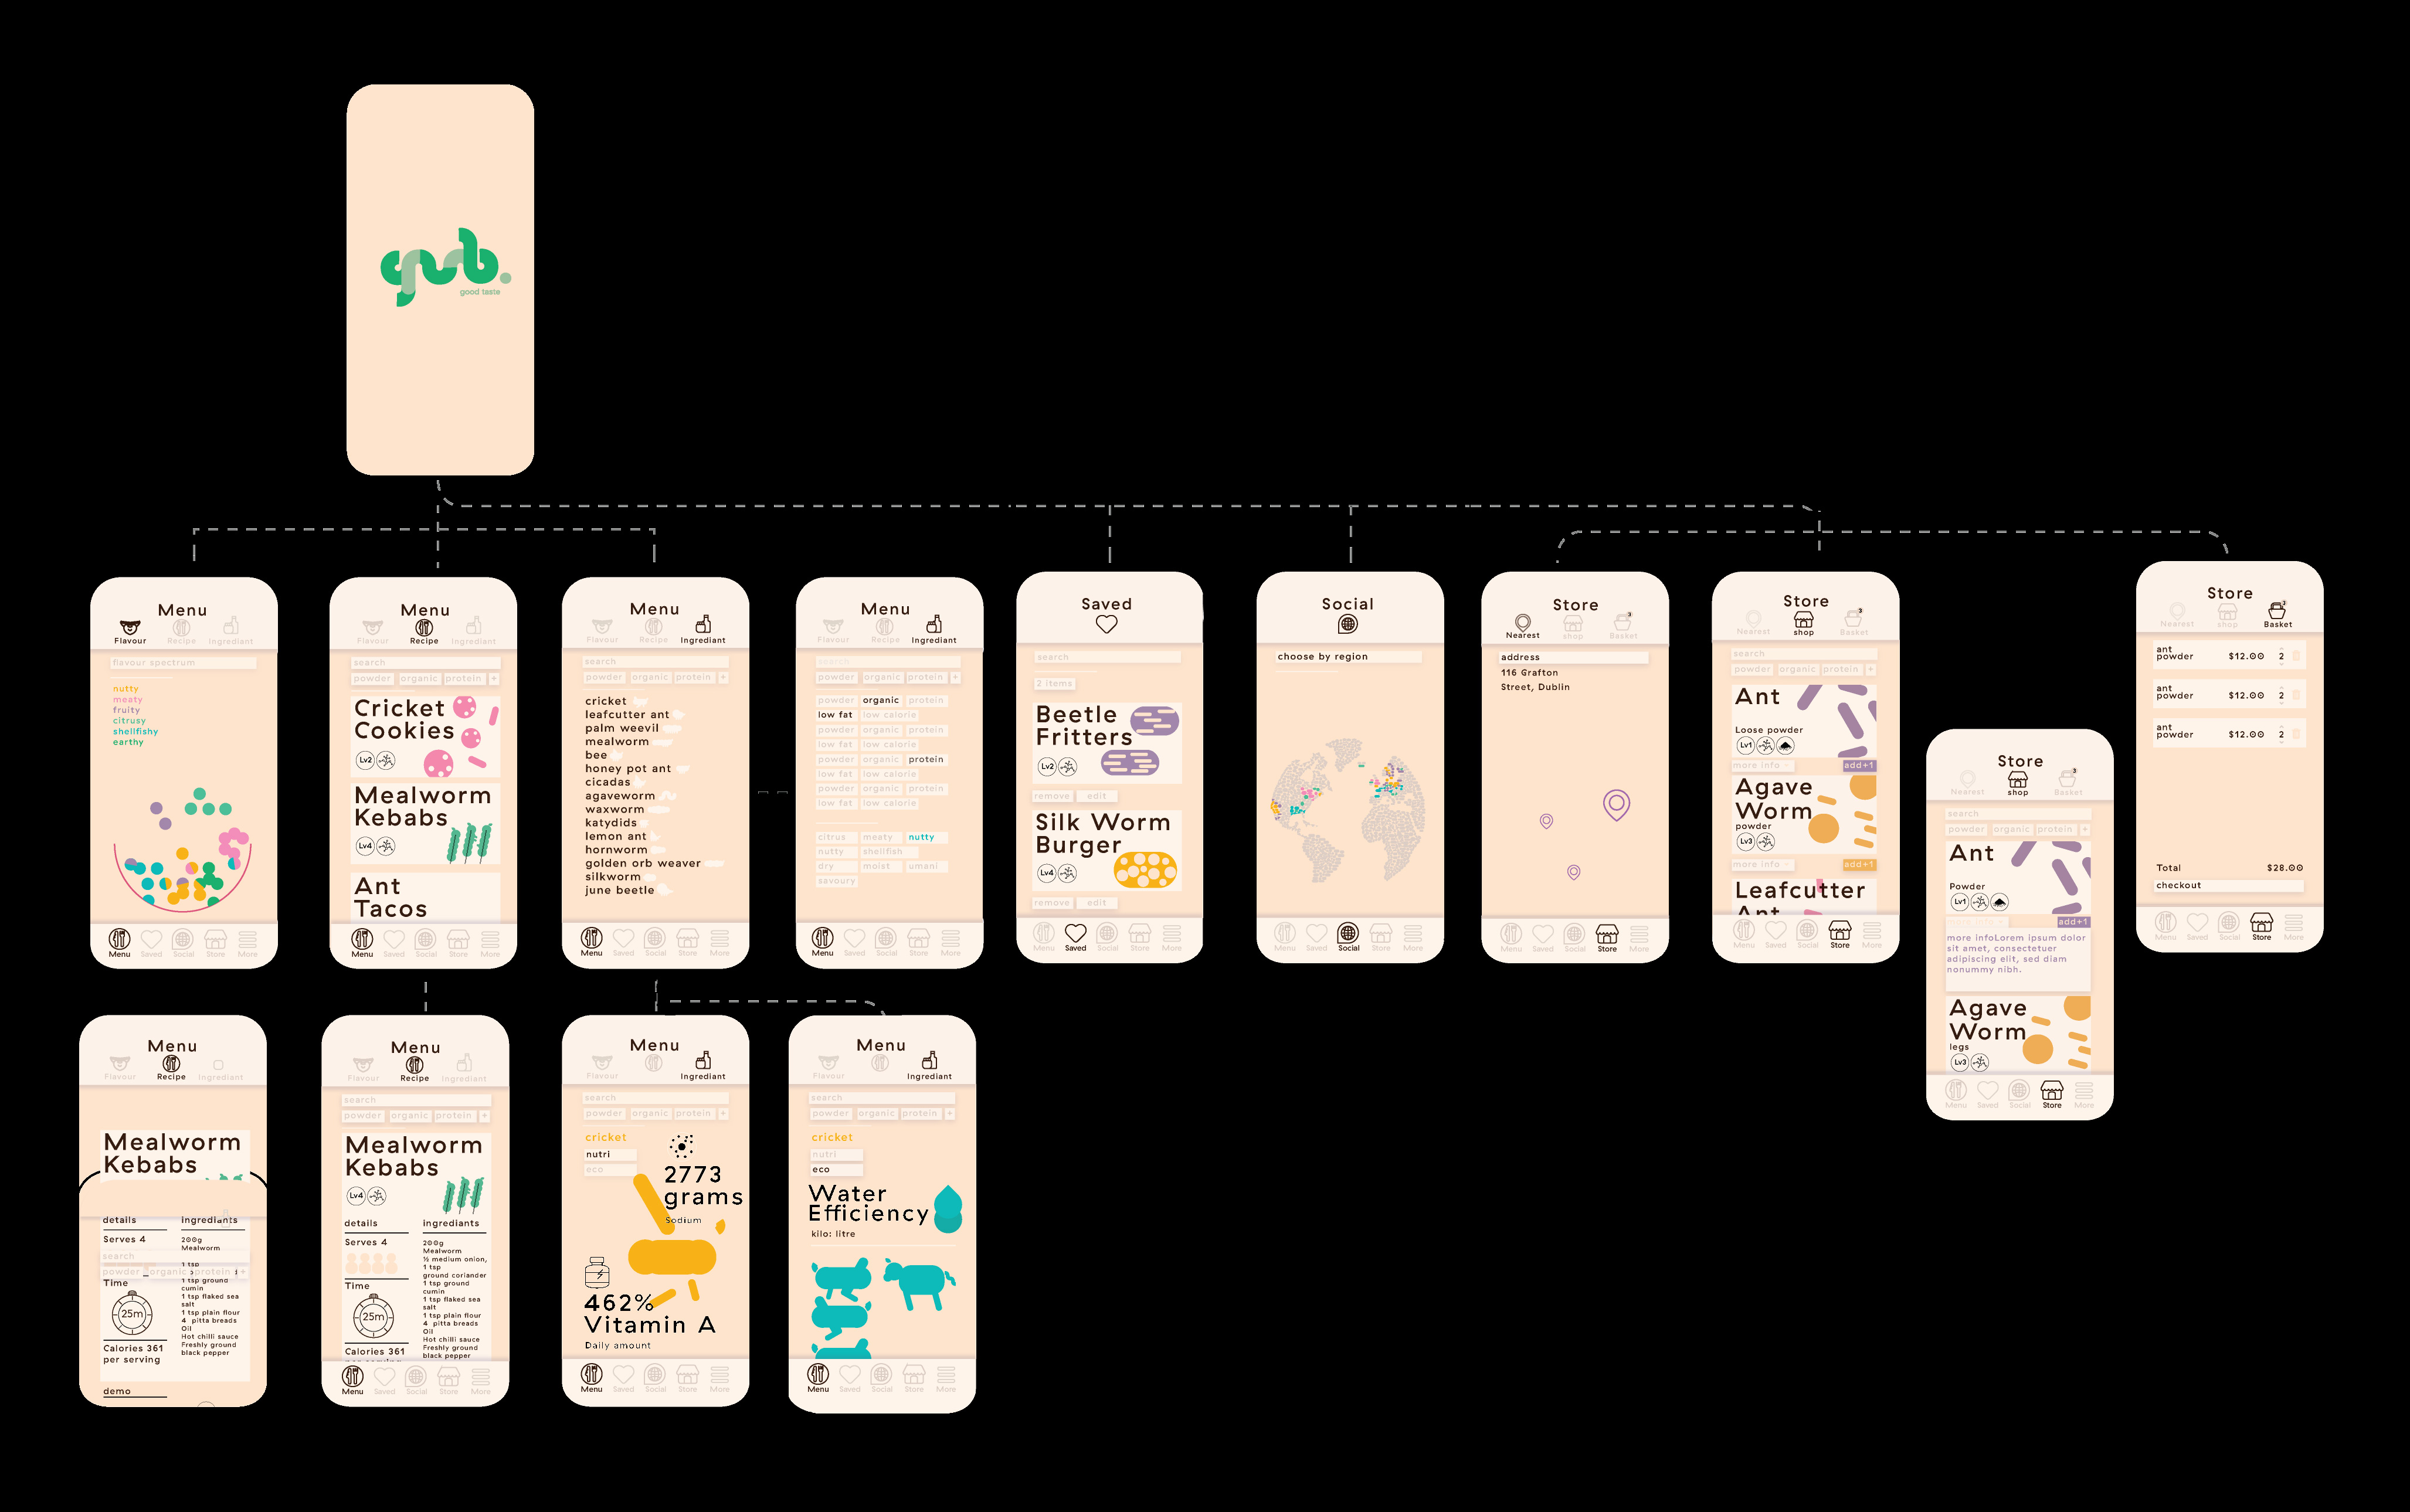 grub.
good taste
Menu
Flavour Recipe Ingrediant
flavour spectrum
nutty
meaty
fruity
citrusy
shellfishy
earthy
Menu Saved Social Store More
Menu
Flavour Recipe Ingrediant
search
powder organic protein +
Cricket
Cookies
Lv2
Mealworm
Kebabs
Lv4
Ant
Tacos
Menu Saved Social Store More
Menu
Flavour Recipe Ingrediant
search
powder organic protein +
cricket
leafcutter ant
palm weevil
mealworm
bee
honey pot ant
cicadas
agaveworm
waxworm
katydids
lemon ant
hornworm
golden orb weaver
silkworm
june beetle
Menu Saved Social Store More
Menu
Flavour Recipe Ingrediant
search
powder organic protein +
powder organic protein
low fat low calorie
powder organic protein
low fat low calorie
powder organic protein
low fat low calorie
powder organic protein
low fat low calorie
citrus meaty nutty
nutty shellfish
dry moist umani
savoury
Menu Saved Social Store More
Saved
search
2 items
Beetle
Fritters
Lv2
remove edit
Silk Worm
Burger
Lv4
remove edit
Menu Saved Social Store More
Social
choose by region
Menu Saved Social Store More
Store
Nearest shop Basket
3
address
116 Grafton
Street, Dublin
Menu Saved Social Store More
Store
Nearest shop Basket
3
search
powder organic protein +
Ant
Loose powder
Lv1
more info add+1
Agave
Worm
powder
Lv3
more info add+1
Leafcutter
Ant
Menu Saved Social Store More
Store
Nearest shop Basket
3
search
powder organic protein +
Ant
Powder
Lv1
add+1
more infoLorem ipsum dolor
sit amet, consectetuer
adipiscing elit, sed diam
nonummy nibh.
Agave
Worm
legs
Lv3
Menu Saved Social Store More
Store
Nearest shop Basket
3
ant
powder $12.00 2
ant
powder $12.00 2
ant
powder $12.00 2
Total $28.00
checkout
Menu Saved Social Store More
Menu
Flavour Recipe Ingrediant
Mealworm
Kebabs
details ingrediants
Serves 4
200g
Mealworm
search
1 tsp
powder organic protein +
Time
1 tsp ground
cumin
1 tsp flaked sea
salt
1 tsp plain flour
4 pitta breads
Oil
Hot chilli sauce
Freshly ground
black pepper
25m
Calories 361
per serving
demo
Menu
Flavour Recipe Ingrediant
search
powder organic protein +
Mealworm
Kebabs
Lv4
details ingrediants
Serves 4
200g
Mealworm
½ medium onion,
1 tsp
ground coriander
1 tsp ground
cumin
1 tsp flaked sea
salt
1 tsp plain flour
4 pitta breads
Oil
Hot chilli sauce
Freshly ground
black pepper
Time
25m
Calories 361
per serving
Menu Saved Social Store More
Menu
Flavour Ingrediant
search
powder organic protein +
cricket
nutri
eco
2773
grams
Sodium
462%
Vitamin A
Daily amount
Menu Saved Social Store More
Menu
Flavour Ingrediant
search
powder organic protein +
cricket
nutri
eco
Water
Efficiency
kilo: litre
Menu Saved Social Store More